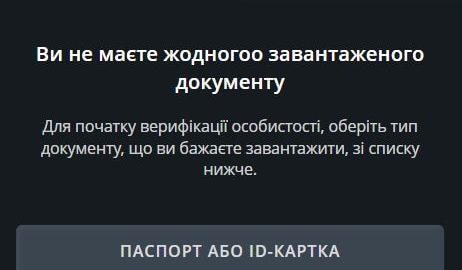 Ви не маєте жодногоо завантаженого
документу
Для початку верифікації особистості, оберіть тип
документу, що ви бажаєте завантажити, зі списку
нижче.
ПАСПОРТ АБО ID-КАРТКА